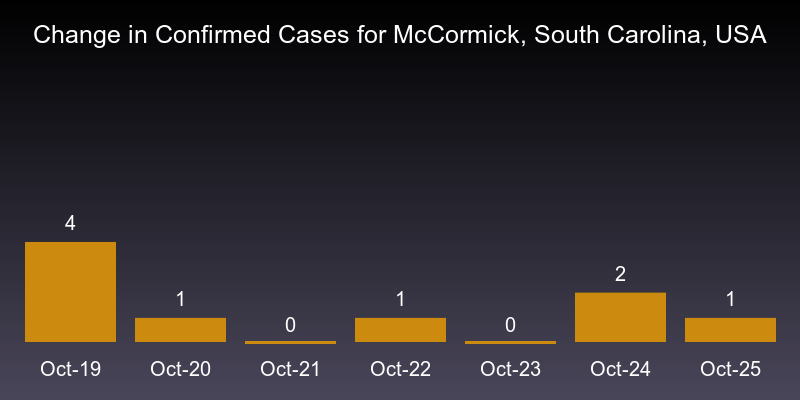 Change in Confirmed Cases for McCormick, South Carolina, USA
4
1
0
1
0
2
1
Oct-19
Oct-20
Oct-21
Oct-22
Oct-23
Oct-24
Oct-25